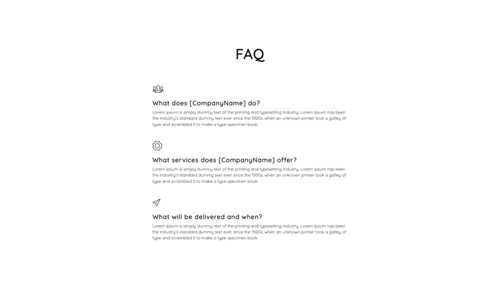 FAQ
What does [CompanyName] do?
Lorem Ipsum is simply dummy text of the printing and typesetting industry. Lorem Ipsum has been
the industry's standard dummy text ever since the 1500s, when an unknown printer took a galley of
type and scrambled it to make a type specimen book.
What services does [CompanyName] offer?
Lorem Ipsum is simply dummy text of the printing and typesetting industry. Lorem Ipsum has been
the industry's standard dummy text ever since the 1500s, when an unknown printer took a galley of
type and scrambled it to make a type specimen book.
What will be delivered and when?
Lorem Ipsum is simply dummy text of the printing and typesetting industry. Lorem Ipsum has been
the industry's standard dummy text ever since the 1500s, when an unknown printer took a galley of
type and scrambled it to make a type specimen book.